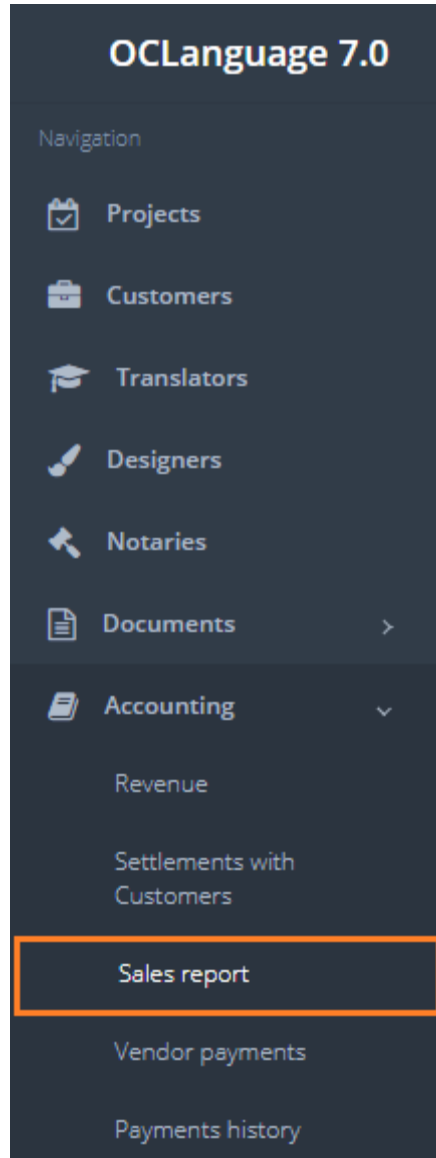 OCLanguage 7.0
Navigation
Projects
Customers
Translators
Designers
Notaries
Documents
Accounting
Revenue
Settlements with
Customers
Sales report
Vendor payments
Payments history